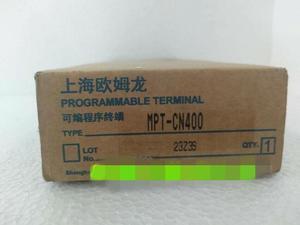 上海欧姆龙
PROGRAMMABLE TERMINAL
可编程序终端
TYPE MPT-CN400
LOT No. QTY. 1
Shanghai